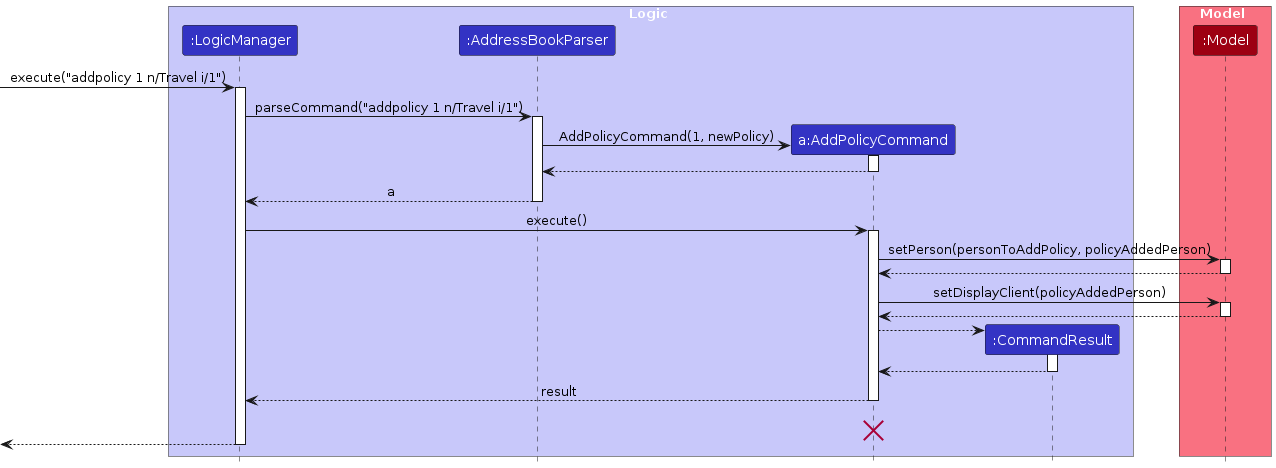 Logic
Model
:LogicManager
:AddressBookParser
:Model
execute("addpolicy 1 n/Travel i/1")
parseCommand("addpolicy 1 n/Travel i/1")
AddPolicyCommand(1, newPolicy)
a:AddPolicyCommand
a
execute()
setPerson(personToAddPolicy, policyAddedPerson)
setDisplayClient(policyAddedPerson)
:CommandResult
result